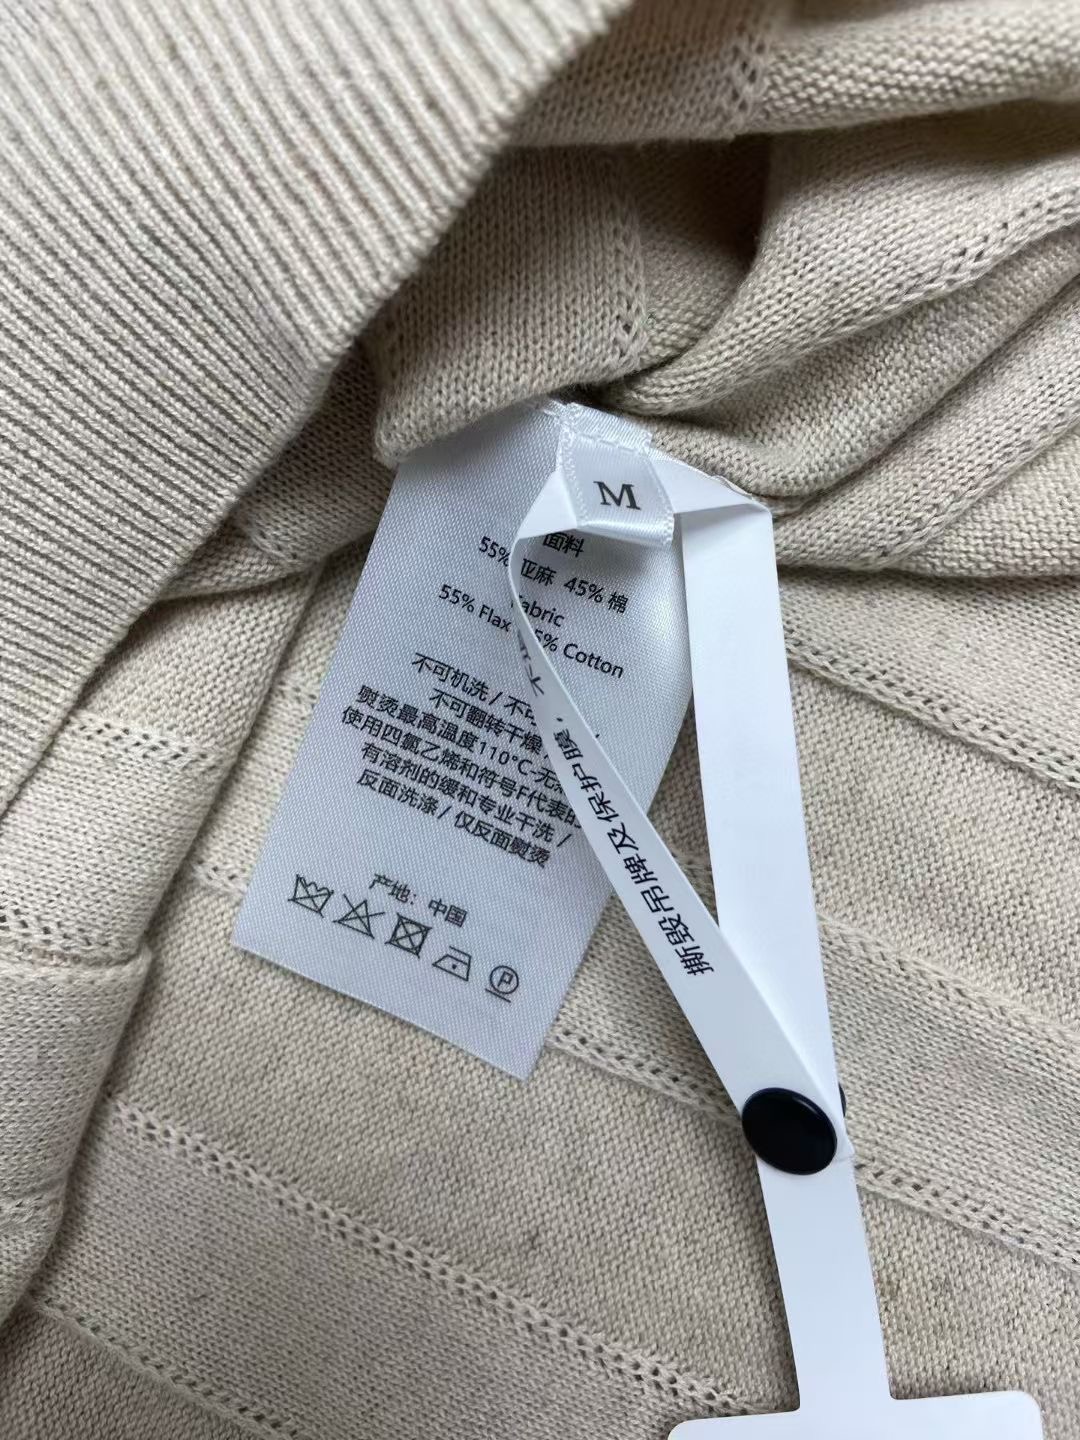 M
面料
55% 亚麻 45% 棉
Fabric
55% Flax 45% Cotton
不可机洗 / 不可
不可翻转干燥
熨烫最高温度110°C-无
使用四氯乙烯和符号F代表的
有溶剂的缓和专业干洗 /
反面洗涤 / 仅反面熨烫
产地：中国
P
撕毁吊牌及保护膜,